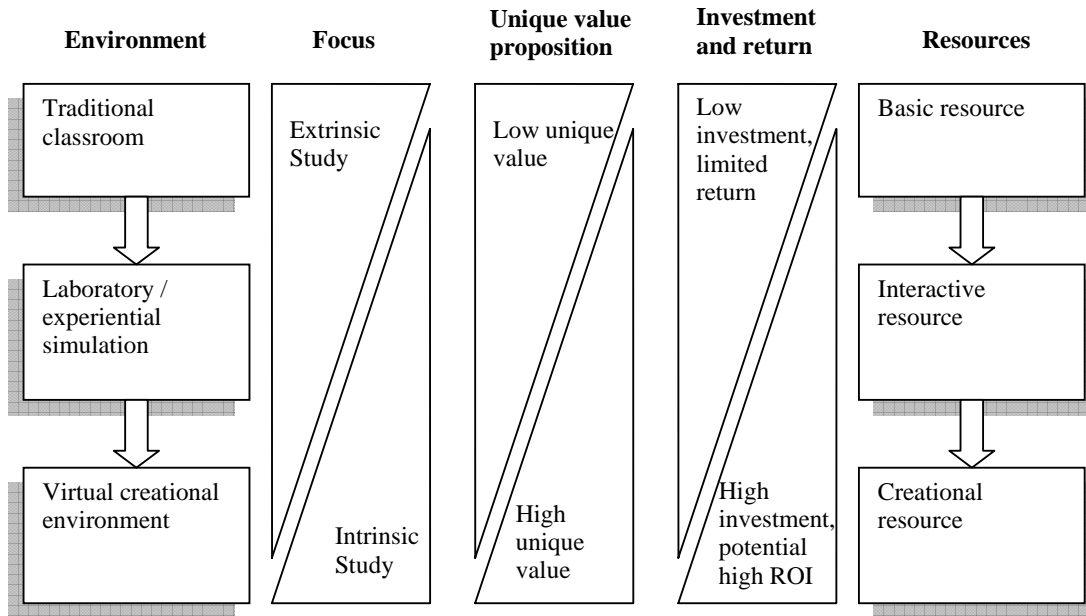 Environment
Focus
Unique value
proposition
Investment
and return
Resources
Traditional
classroom
Extrinsic
Study
Low unique
value
Low
investment,
limited
return
Basic resource
Laboratory /
experiential
simulation
Interactive
resource
Virtual creational
environment
Intrinsic
Study
High
unique
value
High
investment,
potential
high ROI
Creational
resource